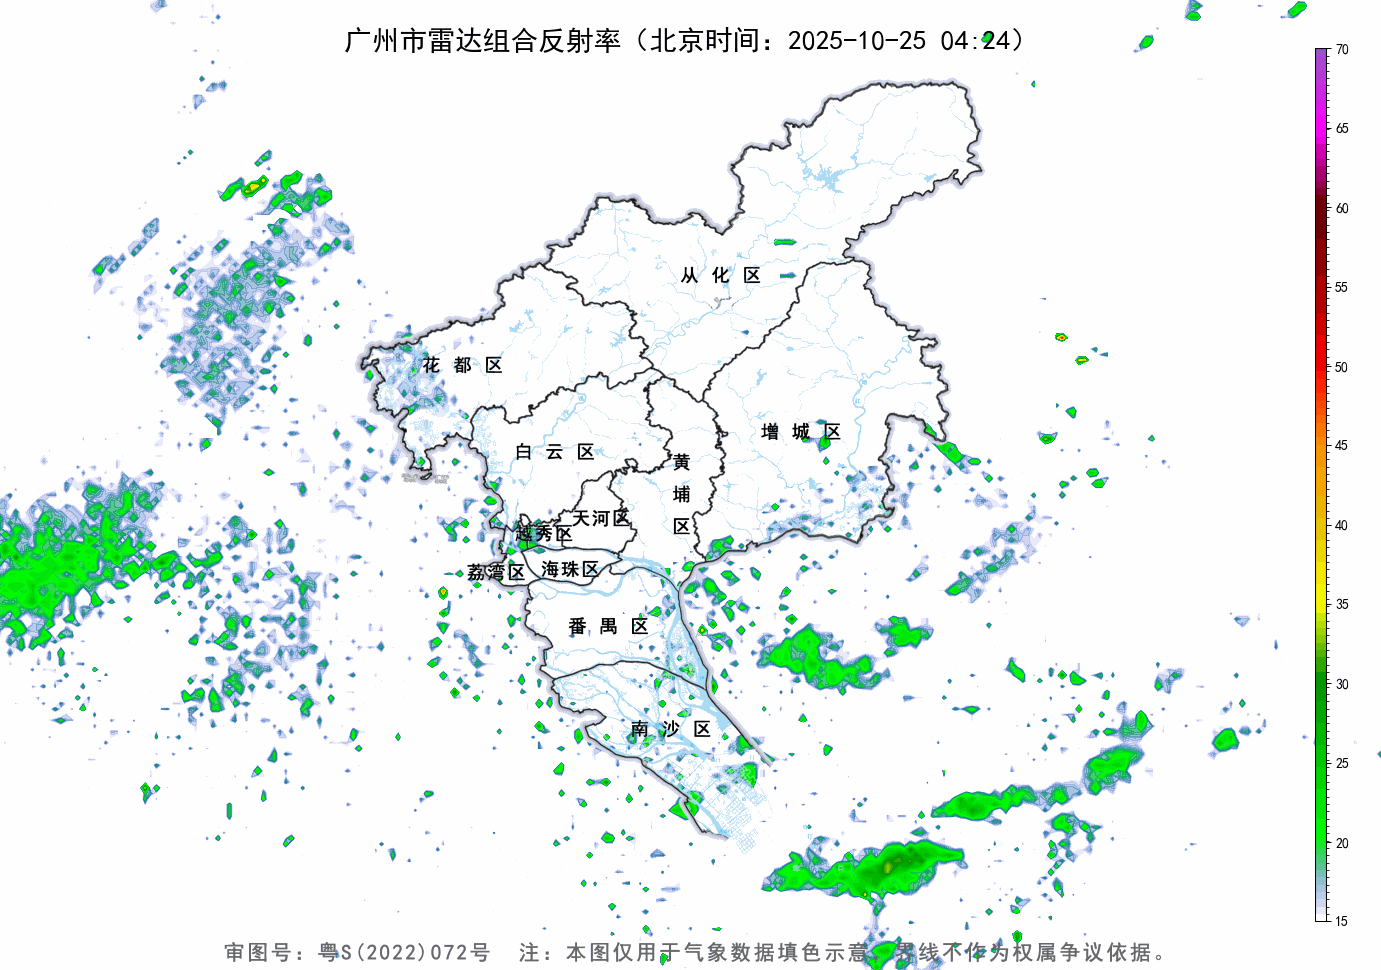 广州市雷达组合反射率（北京时间：2025-10-25 04:24）
70
65
60
55
50
45
40
35
30
25
20
15
从 化 区
花 都 区
增 城 区
白 云 区
黄
埔
区
天河区
越秀区
海珠区
荔湾区
番 禺 区
南 沙 区
审图号：粤S(2022)072号 注：本图仅用于气象数据填色示意，界线不作为权属争议依据。